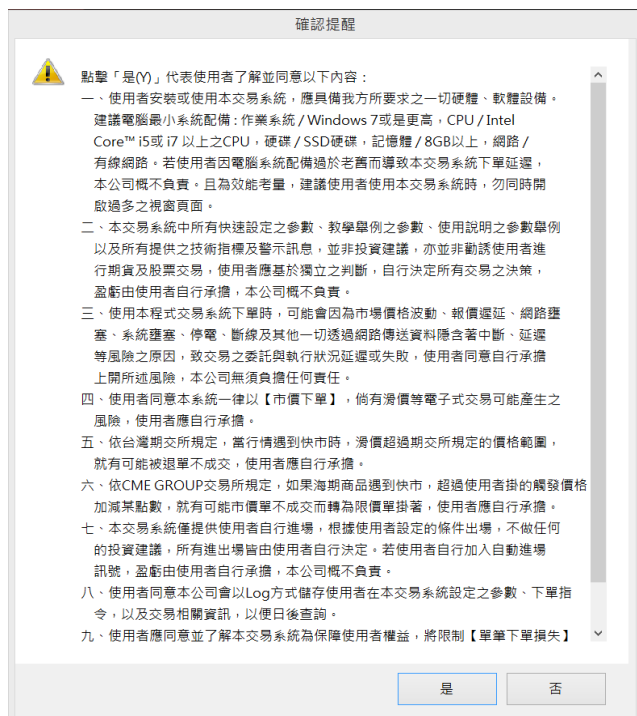 確認提醒
點擊「是(Y)」代表使用者了解並同意以下內容：
一、使用者安裝或使用本交易系統，應具備我方所要求之一切硬體、軟體設備。
建議電腦最小系統配備 : 作業系統 / Windows 7或是更高，CPU / Intel
Core™ i5或 i7 以上之CPU，硬碟 / SSD硬碟，記憶體 / 8GB以上，網路 /
有線網路。若使用者因電腦系統配備過於老舊而導致本交易系統下單延遲，
本公司概不負責。且為效能考量，建議使用者使用本交易系統時，勿同時開
啟過多之視窗頁面。
二、本交易系統中所有快速設定之參數、教學舉例之參數、使用說明之參數舉例
以及所有提供之技術指標及警示訊息，並非投資建議，亦並非勸誘使用者進
行期貨及股票交易，使用者應基於獨立之判斷，自行決定所有交易之決策，
盈虧由使用者自行承擔，本公司概不負責。
三、使用本程式交易系統下單時，可能會因為市場價格波動、報價遲延、網路壅
塞、系統壅塞、停電、斷線及其他一切透過網路傳送資料隱含著中斷、延遲
等風險之原因，致交易之委託與執行狀況延遲或失敗，使用者同意自行承擔
上開所述風險，本公司無須負擔任何責任。
四、使用者同意本系統一律以【市價下單】，倘有滑價等電子式交易可能產生之
風險，使用者應自行承擔。
五、依台灣期交所規定，當行情遇到快市時，滑價超過期交所規定的價格範圍，
就有可能被退單不成交，使用者應自行承擔。
六、依CME GROUP交易所規定，如果海期商品遇到快市，超過使用者掛的觸發價格
加減某點數，就有可能市價單不成交而轉為限價單掛著，使用者應自行承擔。
七、本交易系統僅提供使用者自行進場，根據使用者設定的條件出場，不做任何
的投資建議，所有進出場皆由使用者自行決定。若使用者自行加入自動進場
訊號，盈虧由使用者自行承擔，本公司概不負責。
八、使用者同意本公司會以Log方式儲存使用者在本交易系統設定之參數、下單指
令，以及交易相關資訊，以便日後查詢。
九、使用者應同意並了解本交易系統為保障使用者權益，將限制【單筆下單損失】
是
否